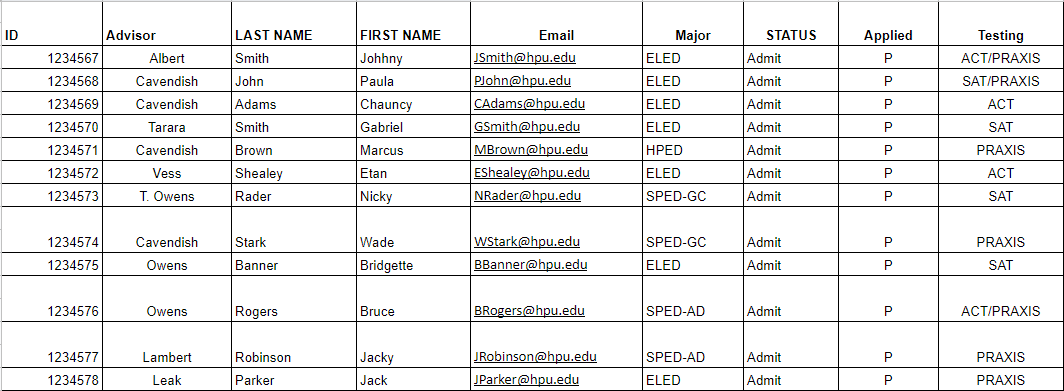 ID Advisor LAST NAME FIRST NAME Email Major STATUS Applied Testing
1234567 Albert Smith Johhny JSmith@hpu.edu ELED Admit P ACT/PRAXIS
1234568 Cavendish John Paula PJohn@hpu.edu ELED Admit P SAT/PRAXIS
1234569 Cavendish Adams Chauncy CAdams@hpu.edu ELED Admit P ACT
1234570 Tarara Smith Gabriel GSmith@hpu.edu ELED Admit P SAT
1234571 Cavendish Brown Marcus MBrown@hpu.edu HPED Admit P PRAXIS
1234572 Vess Shealey Etan EShealey@hpu.edu ELED Admit P ACT
1234573 T. Owens Rader Nicky NRader@hpu.edu SPED-GC Admit P SAT
1234574 Cavendish Stark Wade WStark@hpu.edu SPED-GC Admit P PRAXIS
1234575 Owens Banner Bridgette BBanner@hpu.edu ELED Admit P SAT
1234576 Owens Rogers Bruce BRogers@hpu.edu SPED-AD Admit P ACT/PRAXIS
1234577 Lambert Robinson Jacky JRobinson@hpu.edu SPED-AD Admit P PRAXIS
1234578 Leak Parker Jack JParker@hpu.edu ELED Admit P PRAXIS